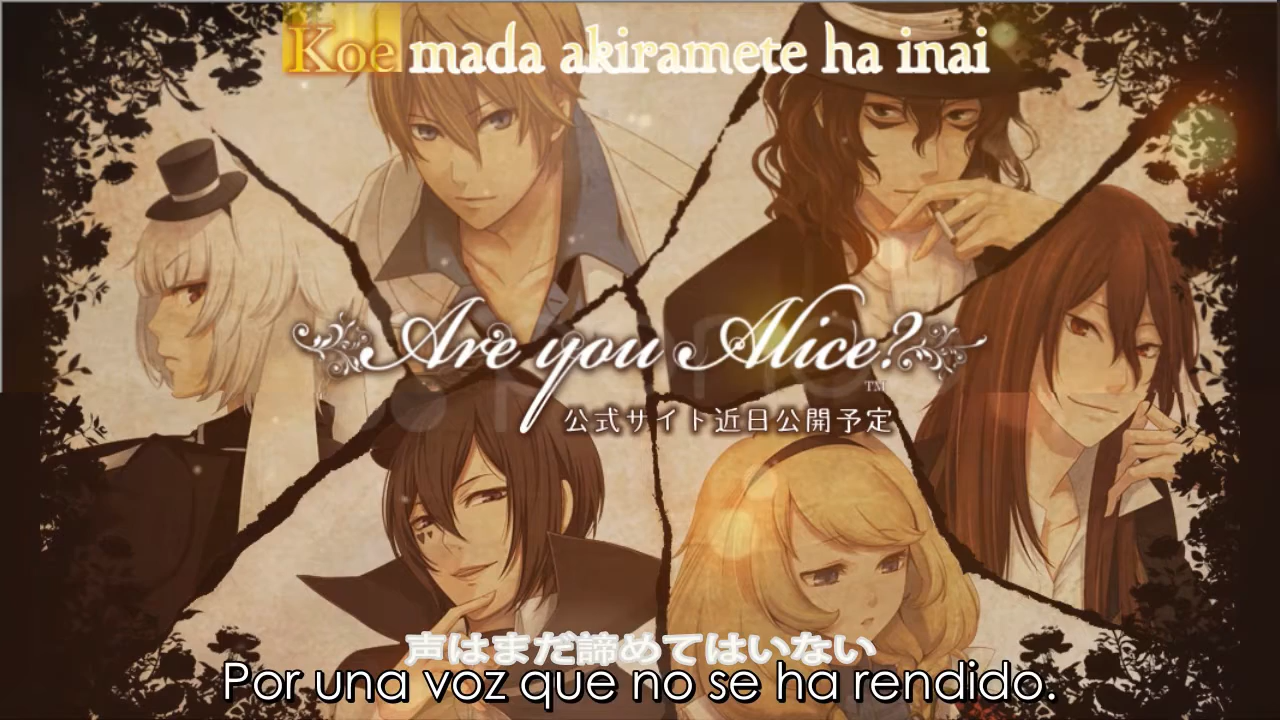 Koe mada akiramete ha inai
Are you Alice?
TM
公式サイト近日公開予定
声はまだ諦めてはいない
Por una voz que no se ha rendido.